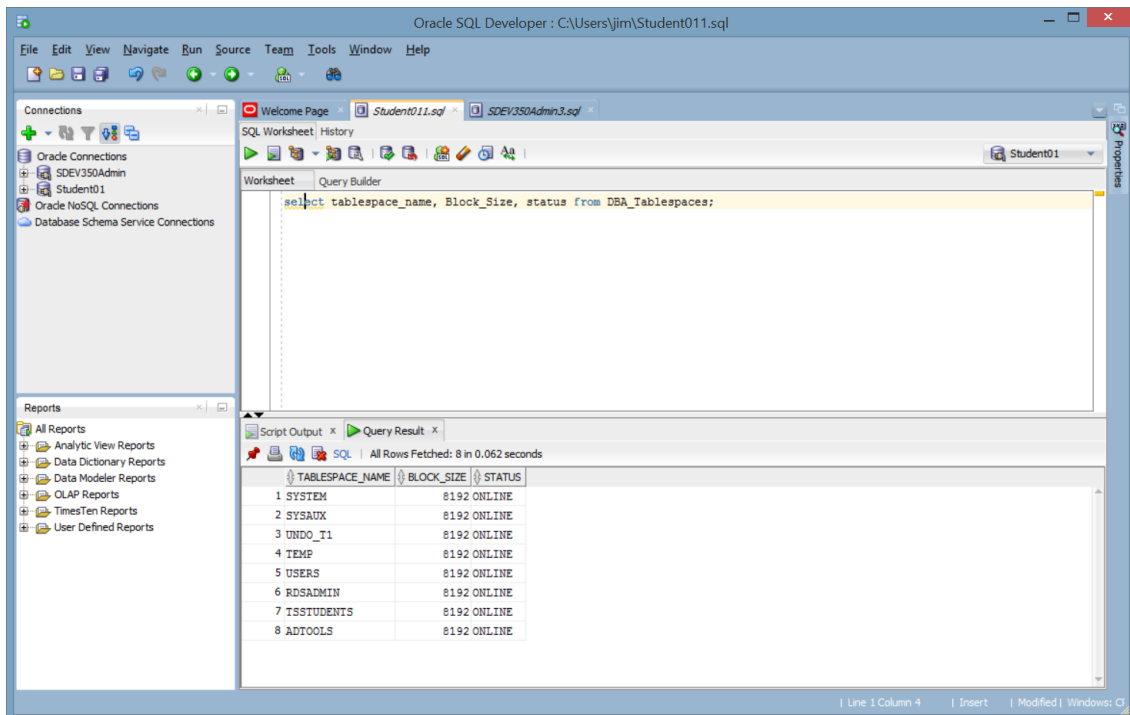 Oracle SQL Developer : C:\Users\jim\Student011.sql
File Edit View Navigate Run Source Team Tools Window Help
Connections
Oracle Connections
SDEV350Admin
Student01
Oracle NoSQL Connections
Database Schema Service Connections
Welcome Page
Student011.sql
SDEV350Admin3.sql
SQL Worksheet History
Student01
Worksheet Query Builder
select tablespace_name, Block_Size, status from DBA_Tablespaces;
Properties
Reports
All Reports
Analytic View Reports
Data Dictionary Reports
Data Modeler Reports
OLAP Reports
TimesTen Reports
User Defined Reports
Script Output x Query Result x
SQL | All Rows Fetched: 8 in 0.062 seconds
TABLESPACE_NAME BLOCK_SIZE STATUS
1 SYSTEM 8192 ONLINE
2 SYSAUX 8192 ONLINE
3 UNDO_T1 8192 ONLINE
4 TEMP 8192 ONLINE
5 USERS 8192 ONLINE
6 RDSADMIN 8192 ONLINE
7 TSSTUDENTS 8192 ONLINE
8 ADTOOLS 8192 ONLINE
| Line 1 Column 4 | Insert | Modified | Windows: